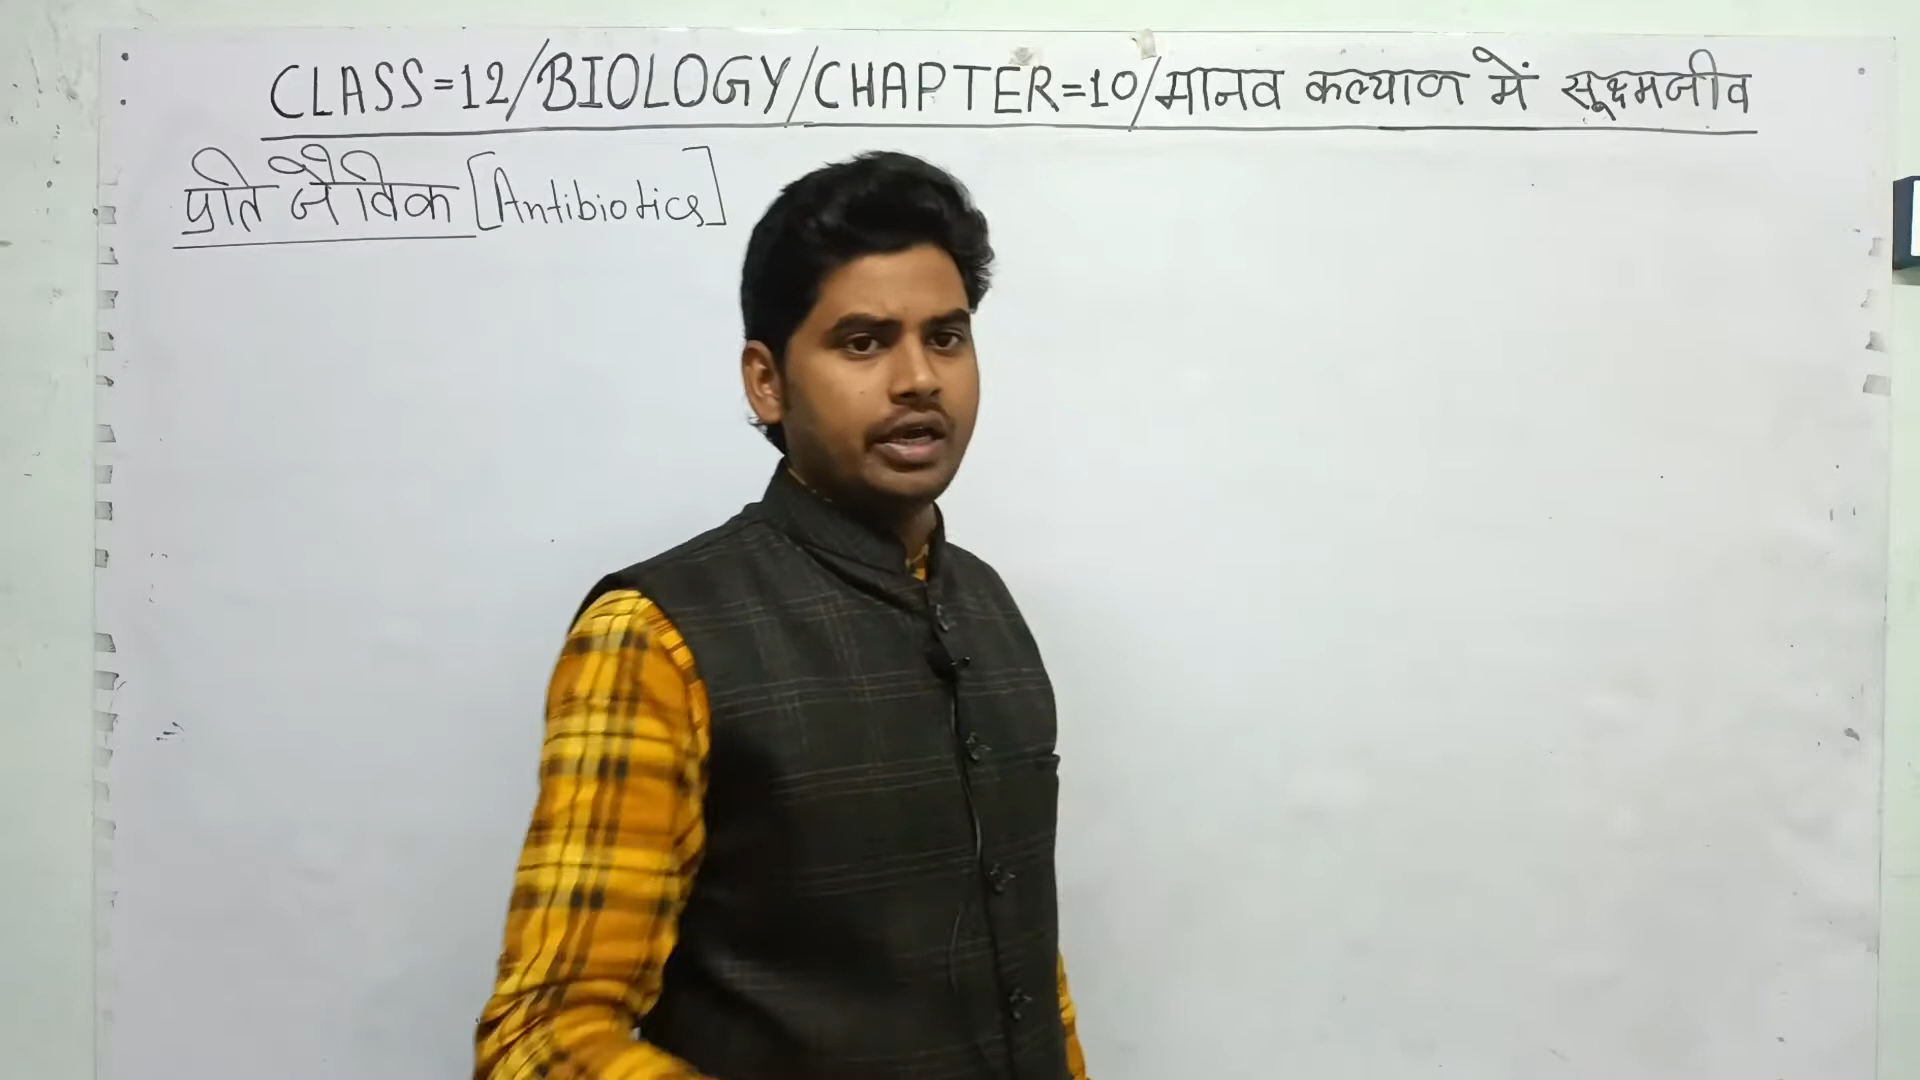 CLASS=12/BIOLOGY/CHAPTER=10/मानव कल्याण में सूक्ष्मजीव
प्रति जैविक [Antibiotics]